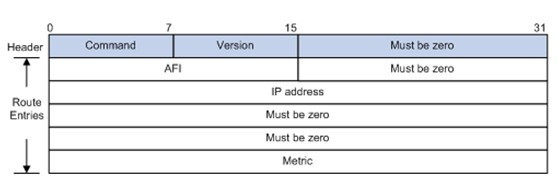 0 7 15 31
Header Command Version Must be zero
AFI Must be zero
IP address
Route
Entries
Must be zero
Must be zero
Metric